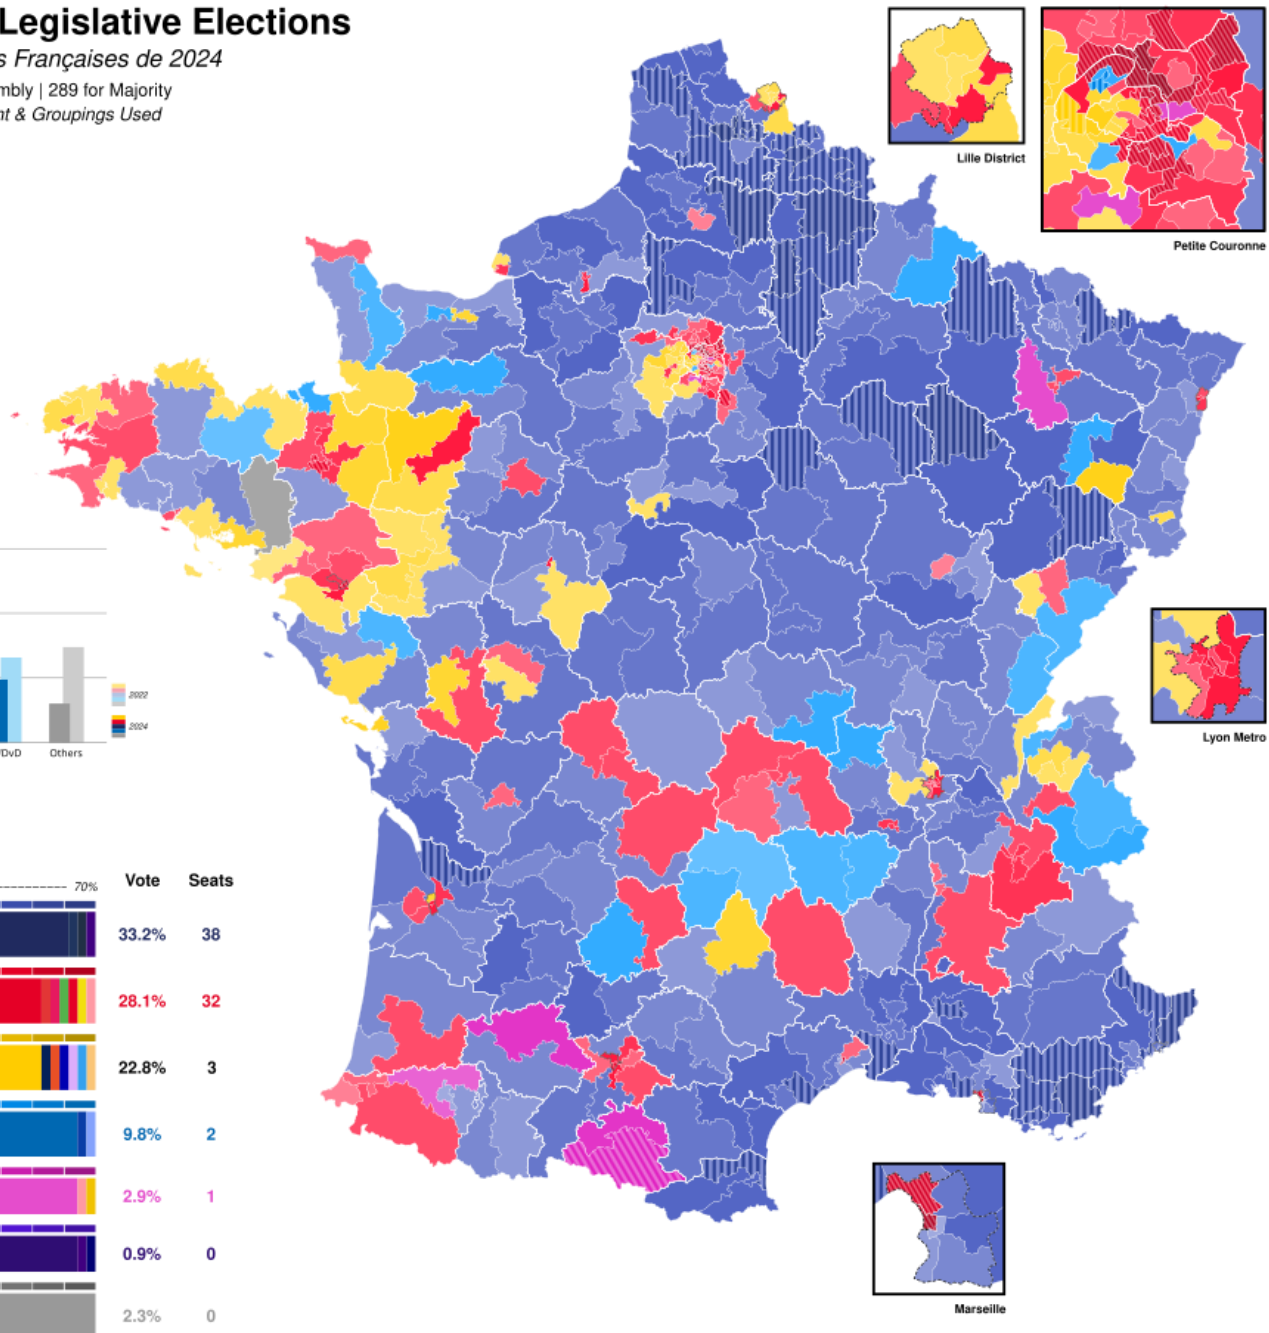 Legislative Elections
s Françaises de 2024
mbly | 289 for Majority
nt & Groupings Used
Lille District
Petite Couronne
2022
2024
/DvD Others
Lyon Metro
70% Vote Seats
33.2% 38
28.1% 32
22.8% 3
9.8% 2
2.9% 1
0.9% 0
2.3% 0
Marseille